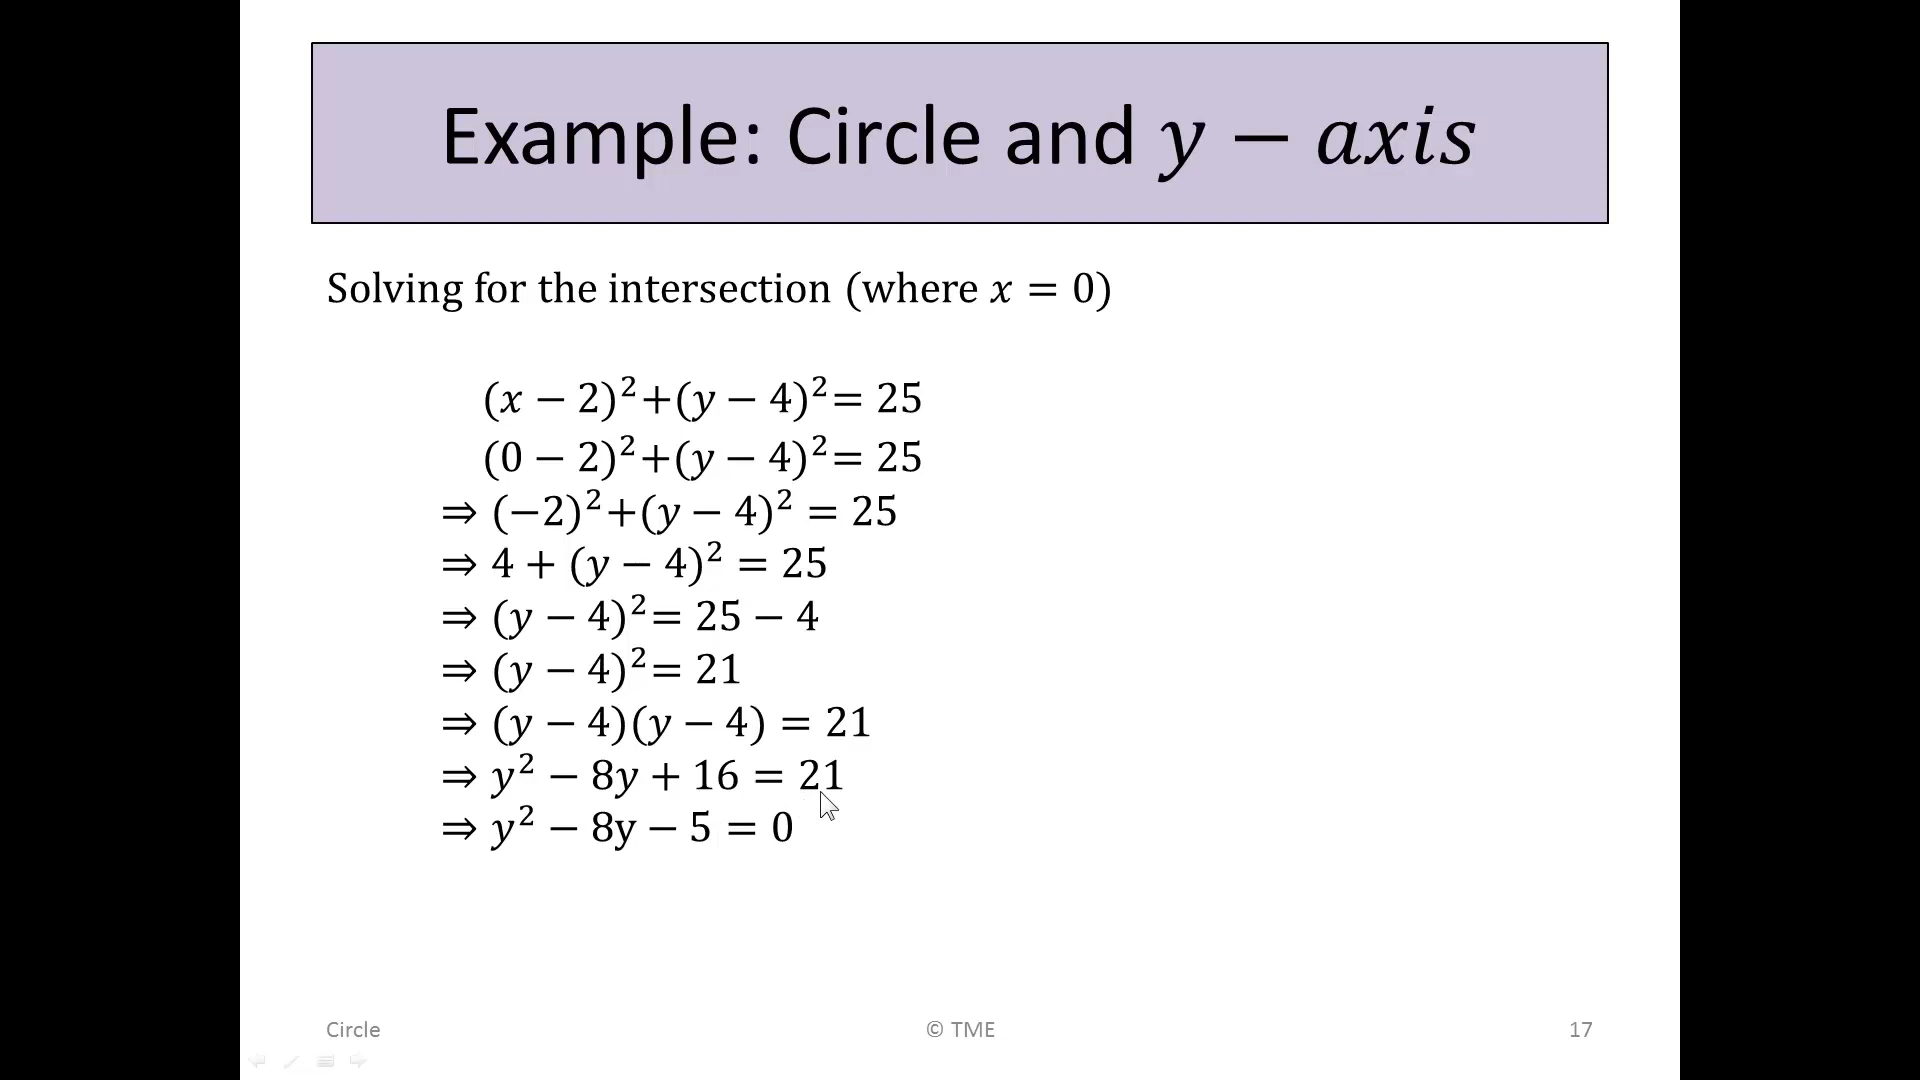 Example: Circle and y − axis
Solving for the intersection (where x = 0)
(x − 2)²+(y − 4)²= 25
(0 − 2)²+(y − 4)²= 25
⇒ (−2)²+(y − 4)² = 25
⇒ 4 + (y − 4)² = 25
⇒ (y − 4)²= 25 − 4
⇒ (y − 4)²= 21
⇒ (y − 4)(y − 4) = 21
⇒ y² − 8y + 16 = 21
⇒ y² − 8y − 5 = 0
Circle
© TME
17